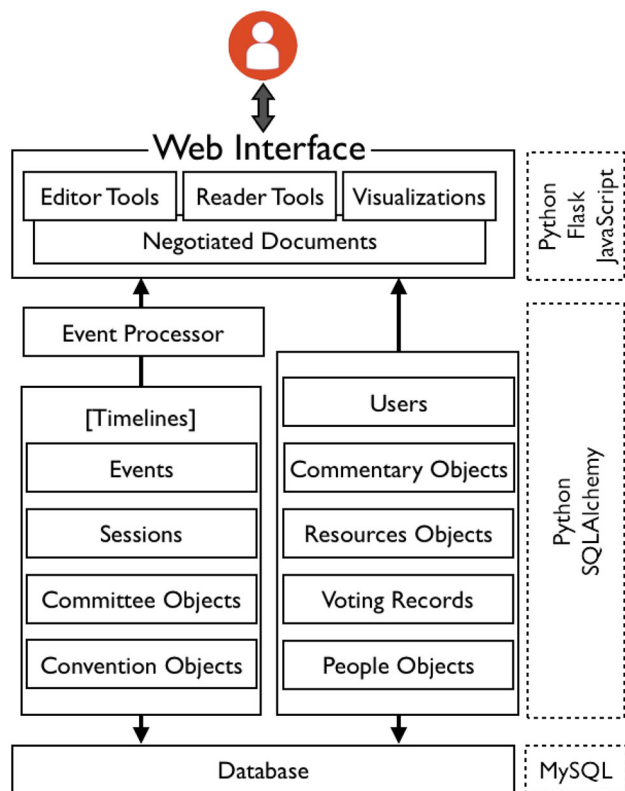 Web Interface
Editor Tools
Reader Tools
Visualizations
Negotiated Documents
Python
Flask
JavaScript
Event Processor
[Timelines]
Events
Sessions
Committee Objects
Convention Objects
Users
Commentary Objects
Resources Objects
Voting Records
People Objects
Python
SQLAlchemy
Database
MySQL